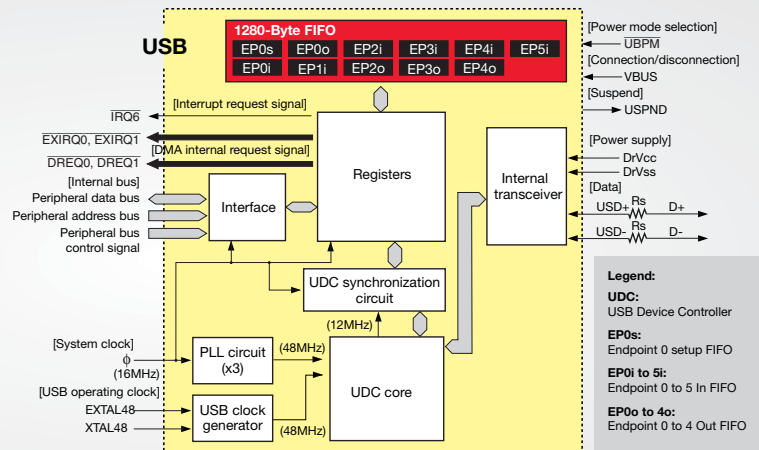 USB
1280-Byte FIFO
EP0s EP0o EP2i EP3i EP4i EP5i
EP0i EP1i EP2o EP3o EP4o
[Power mode selection]
UBPM
[Connection/disconnection]
VBUS
[Suspend]
USPND
[Interrupt request signal]
IRQ6
EXIRQ0, EXIRQ1
[DMA internal request signal]
DREQ0, DREQ1
[Internal bus]
Peripheral data bus
Peripheral address bus
Peripheral bus
control signal
Interface
Registers
Internal
transceiver
[Power supply]
DrVcc
DrVss
[Data]
USD+ Rs D+
USD- Rs D-
UDC synchronization
circuit
(12MHz)
[System clock]
ϕ
(16MHz)
PLL circuit
(x3)
(48MHz)
UDC core
[USB operating clock]
EXTAL48
XTAL48
USB clock
generator
(48MHz)
Legend:
UDC:
USB Device Controller
EP0s:
Endpoint 0 setup FIFO
EP0i to 5i:
Endpoint 0 to 5 In FIFO
EP0o to 4o:
Endpoint 0 to 4 Out FIFO